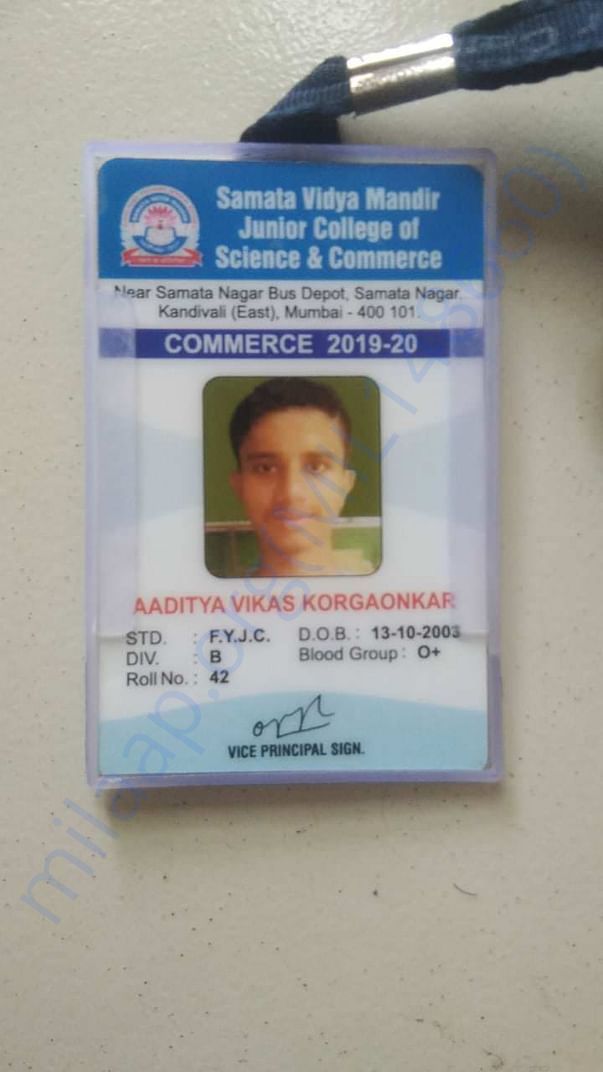 Samata Vidya Mandir
Junior College of
Science & Commerce
Near Samata Nagar Bus Depot, Samata Nagar,
Kandivali (East), Mumbai - 400 101.
COMMERCE 2019-20
AADITYA VIKAS KORGAONKAR
STD. : F.Y.J.C. D.O.B. : 13-10-2003
DIV. : B Blood Group : O+
Roll No. : 42
VICE PRINCIPAL SIGN.
milaap.org